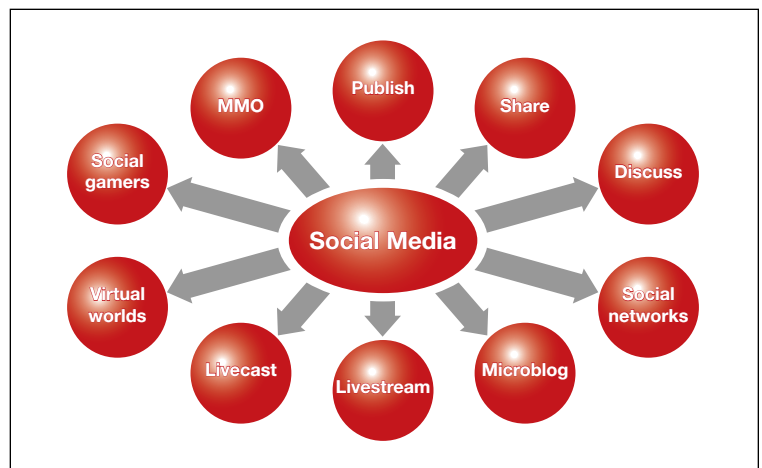 Publish
MMO
Share
Social
gamers
Discuss
Social Media
Virtual
worlds
Social
networks
Livecast
Livestream
Microblog